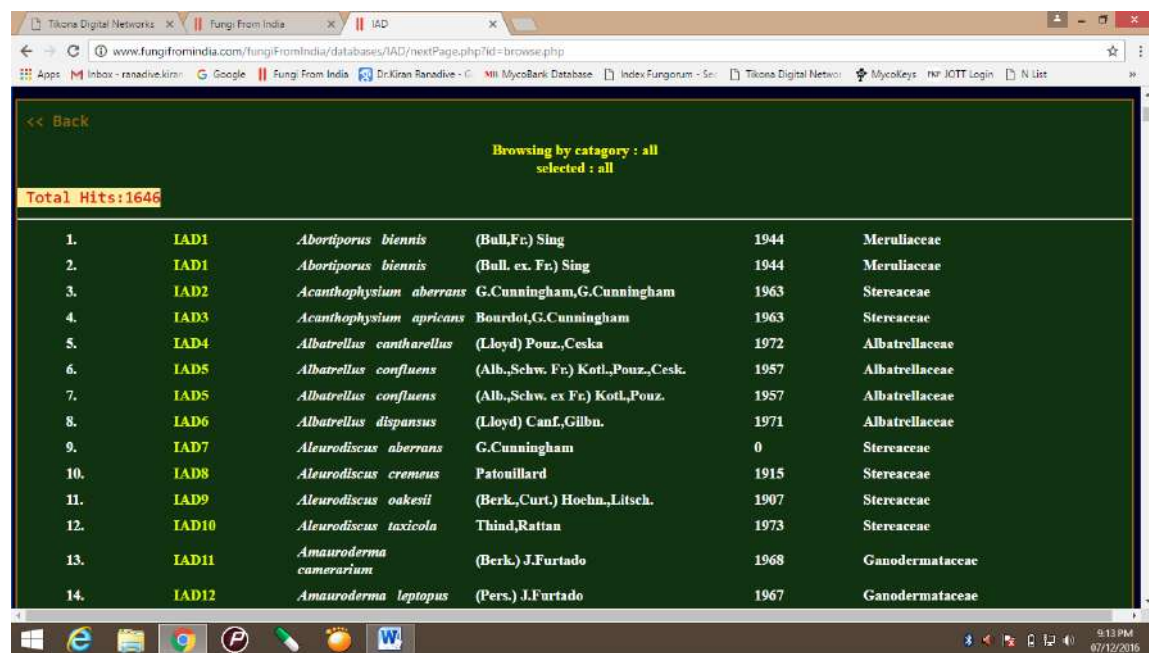 Tikona Digital Networks
Fungi From India
IAD
www.fungifromindia.com/fungiFromIndia/databases/IAD/nextPage.php?id=browse.php
Apps Inbox - ranadive.kiran Google Fungi From India Dr.Kiran Ranadive - MycoBank Database Index Fungorum - Se Tikona Digital Networ MycoKeys JOTT Login N List
<< Back
Browsing by catagory : all
selected : all
Total Hits:1646
1. IAD1 Abortiporus biennis (Bull,Fr.) Sing 1944 Meruliaceae
2. IAD1 Abortiporus biennis (Bull. ex. Fr.) Sing 1944 Meruliaceae
3. IAD2 Acanthophysium aberrans G.Cunningham,G.Cunningham 1963 Stereaceae
4. IAD3 Acanthophysium apricans Bourdot,G.Cunningham 1963 Stereaceae
5. IAD4 Albatrellus cantharellus (Lloyd) Pouz.,Ceska 1972 Albatrellaceae
6. IAD5 Albatrellus confluens (Alb.,Schw. Fr.) Kotl.,Pouz.,Cesk. 1957 Albatrellaceae
7. IAD5 Albatrellus confluens (Alb.,Schw. ex Fr.) Kotl.,Pouz. 1957 Albatrellaceae
8. IAD6 Albatrellus dispansus (Lloyd) Canf.,Gilbn. 1971 Albatrellaceae
9. IAD7 Aleurodiscus aberrans G.Cunningham 0 Stereaceae
10. IAD8 Aleurodiscus cremeus Patouillard 1915 Stereaceae
11. IAD9 Aleurodiscus oakesii (Berk.,Curt.) Hoehn.,Litsch. 1907 Stereaceae
12. IAD10 Aleurodiscus taxicola Thind,Rattan 1973 Stereaceae
13. IAD11 Amauroderma camerarium (Berk.) J.Furtado 1968 Ganodermataceae
14. IAD12 Amauroderma leptopus (Pers.) J.Furtado 1967 Ganodermataceae
9:13 PM
07/12/2016